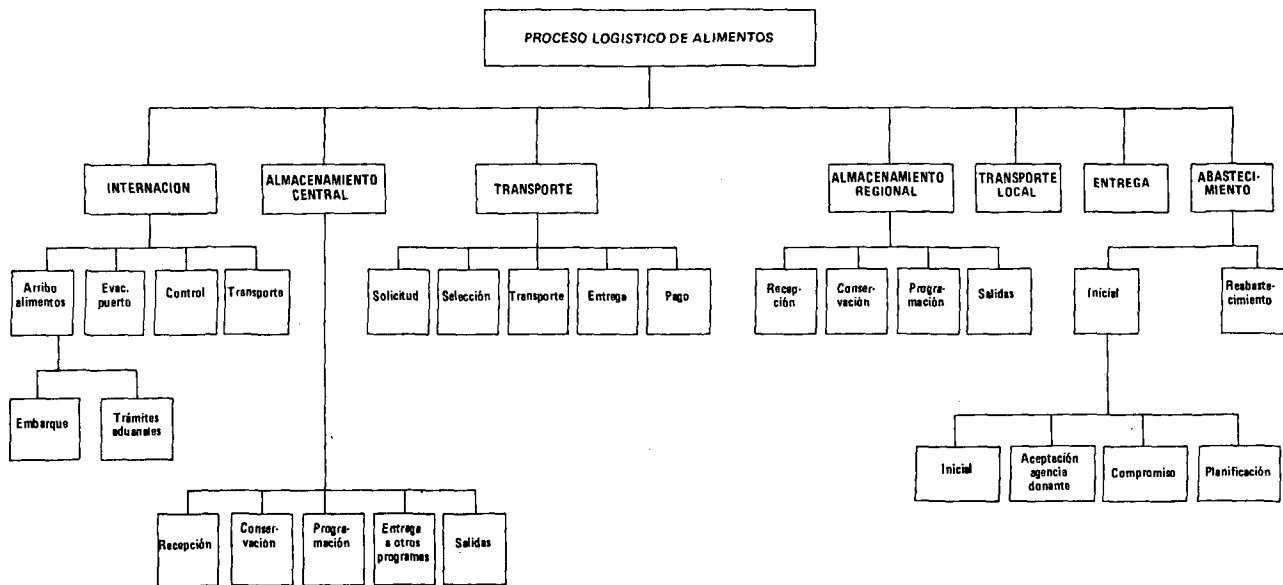 PROCESO LOGISTICO DE ALIMENTOS
INTERNACION
ALMACENAMIENTO
CENTRAL
TRANSPORTE
ALMACENAMIENTO
REGIONAL
TRANSPORTE
LOCAL
ENTREGA
ABASTECI-
MIENTO
Arribo
alimentos
Evac.
puerto
Control
Transporte
Solicitud
Selección
Transporte
Entrega
Pago
Recep-
ción
Conser-
vación
Progra-
mación
Salidas
Inicial
Reabaste-
cimiento
Embarque
Trámites
aduanales
Inicial
Aceptación
agencia
donante
Compromiso
Planificación
Recepción
Conser-
vación
Progra-
mación
Entrega
a otros
programas
Salidas